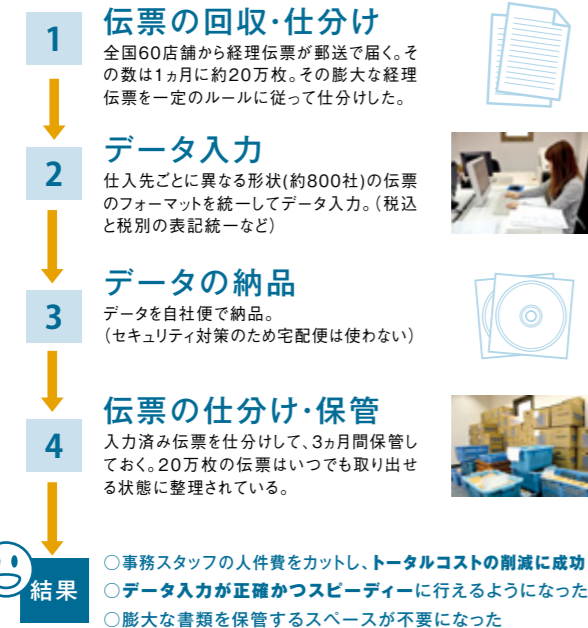 1
伝票の回収・仕分け
全国60店舗から経理伝票が郵送で届く。そ
の数は1ヵ月に約20万枚。その膨大な経理
伝票を一定のルールに従って仕分けした。
2
データ入力
仕入先ごとに異なる形状(約800社)の伝票
のフォーマットを統一してデータ入力。(税込
と税別の表記統一など)
3
データの納品
データを自社便で納品。
(セキュリティ対策のため宅配便は使わない)
4
伝票の仕分け・保管
入力済み伝票を仕分けして、3ヵ月間保管し
ておく。20万枚の伝票はいつでも取り出せ
る状態に整理されている。
結果
○事務スタッフの人件費をカットし、トータルコストの削減に成功
○データ入力が正確かつスピーディーに行えるようになった
○膨大な書類を保管するスペースが不要になった